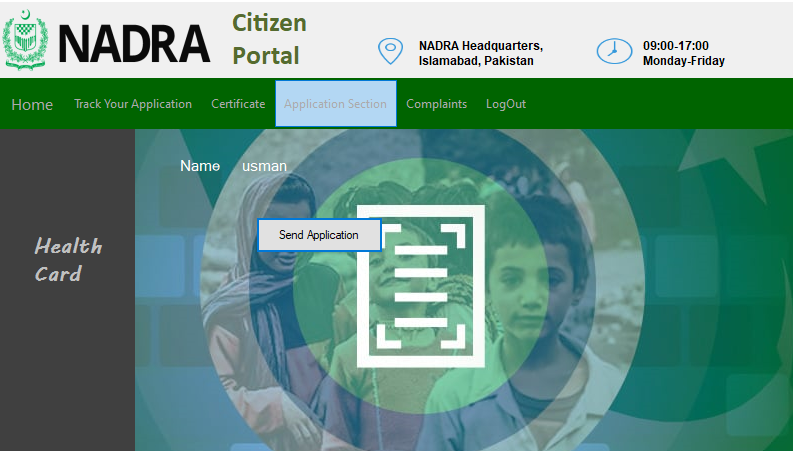 NADRA
Citizen
Portal
NADRA Headquarters,
Islamabad, Pakistan
09:00-17:00
Monday-Friday
Home Track Your Application Certificate Application Section Complaints LogOut
Name usman
Send Application
Health
Card